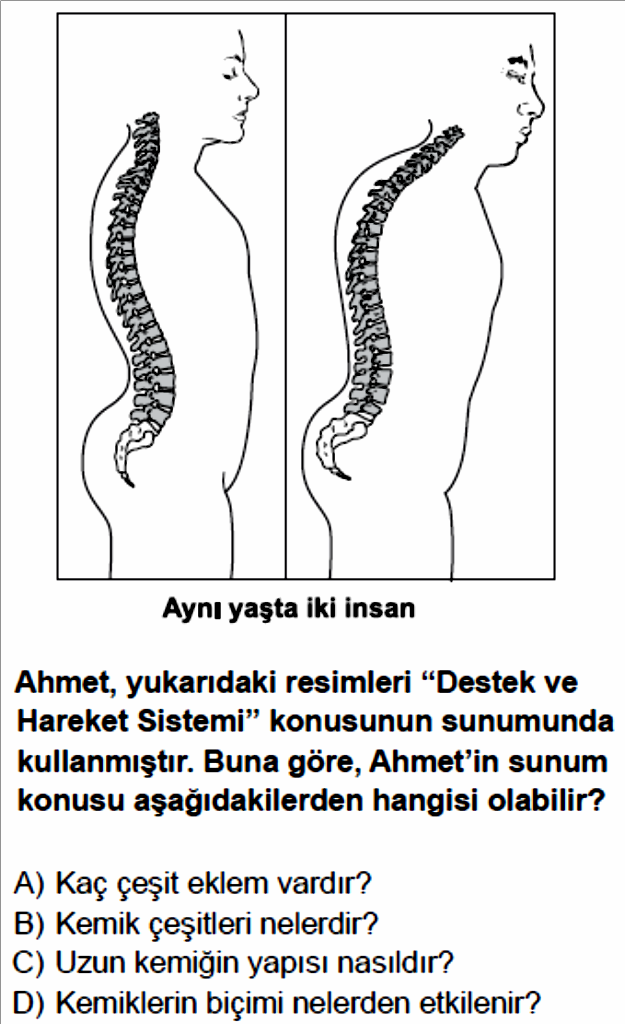 Aynı yaşta iki insan
Ahmet, yukarıdaki resimleri “Destek ve
Hareket Sistemi” konusunun sunumunda
kullanmıştır. Buna göre, Ahmet’in sunum
konusu aşağıdakilerden hangisi olabilir?
A) Kaç çeşit eklem vardır?
B) Kemik çeşitleri nelerdir?
C) Uzun kemiğin yapısı nasıldır?
D) Kemiklerin biçimi nelerden etkilenir?